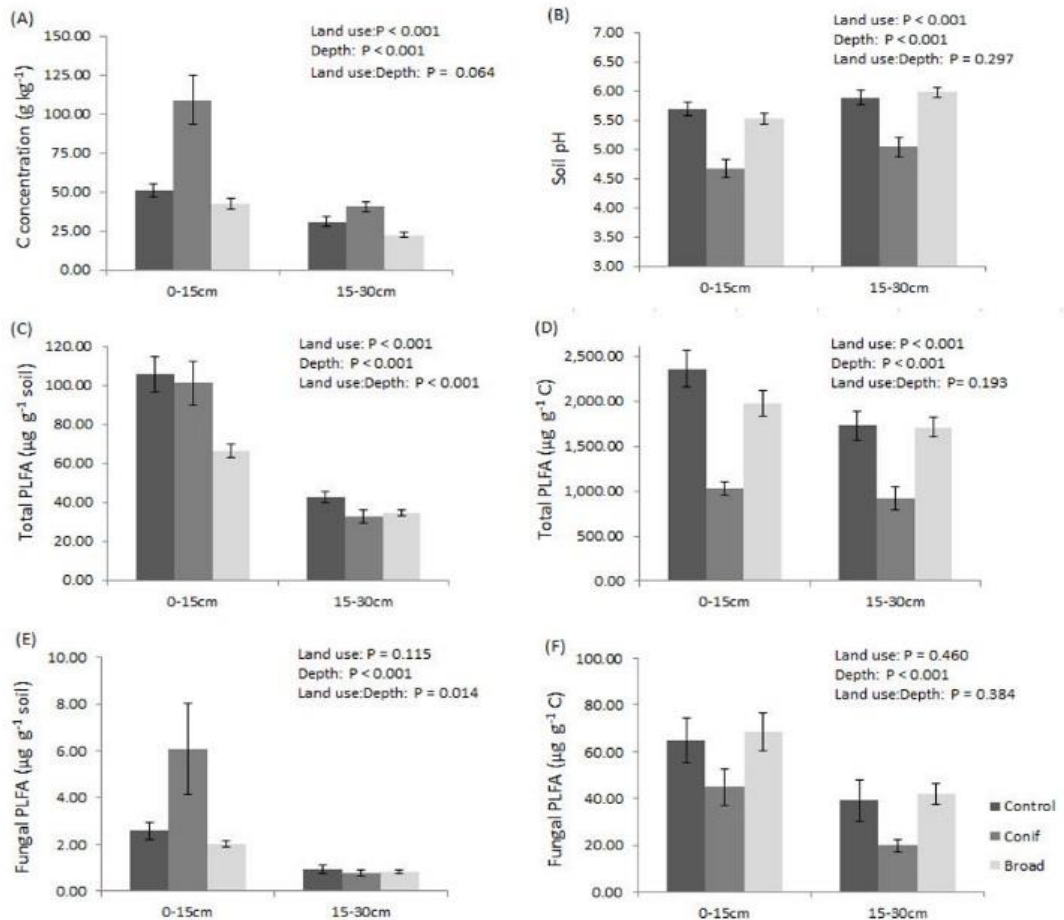 (A)
Land use:P < 0.001
Depth: P < 0.001
Land use:Depth: P = 0.064
C concentration (g kg⁻¹)
150.00
125.00
100.00
75.00
50.00
25.00
0.00
0-15cm
15-30cm
(B)
Land use: P < 0.001
Depth: P < 0.001
Land use:Depth: P = 0.297
Soil pH
7.00
6.50
6.00
5.50
5.00
4.50
4.00
3.50
3.00
0-15cm
15-30cm
(C)
Land use: P < 0.001
Depth: P < 0.001
Land use:Depth: P < 0.001
Total PLFA (μg g⁻¹ soil)
120.00
100.00
80.00
60.00
40.00
20.00
0.00
0-15cm
15-30cm
(D)
Land use: P < 0.001
Depth: P < 0.001
Land use:Depth: P= 0.193
Total PLFA (μg g⁻¹ C)
2,500.00
2,000.00
1,500.00
1,000.00
500.00
0.00
0-15cm
15-30cm
(E)
Land use: P = 0.115
Depth: P < 0.001
Land use:Depth: P = 0.014
Fungal PLFA (μg g⁻¹ soil)
10.00
8.00
6.00
4.00
2.00
0.00
0-15cm
15-30cm
(F)
Land use: P = 0.460
Depth: P < 0.001
Land use:Depth: P = 0.384
Fungal PLFA (μg g⁻¹ C)
100.00
80.00
60.00
40.00
20.00
0.00
0-15cm
15-30cm
Control
Conif
Broad